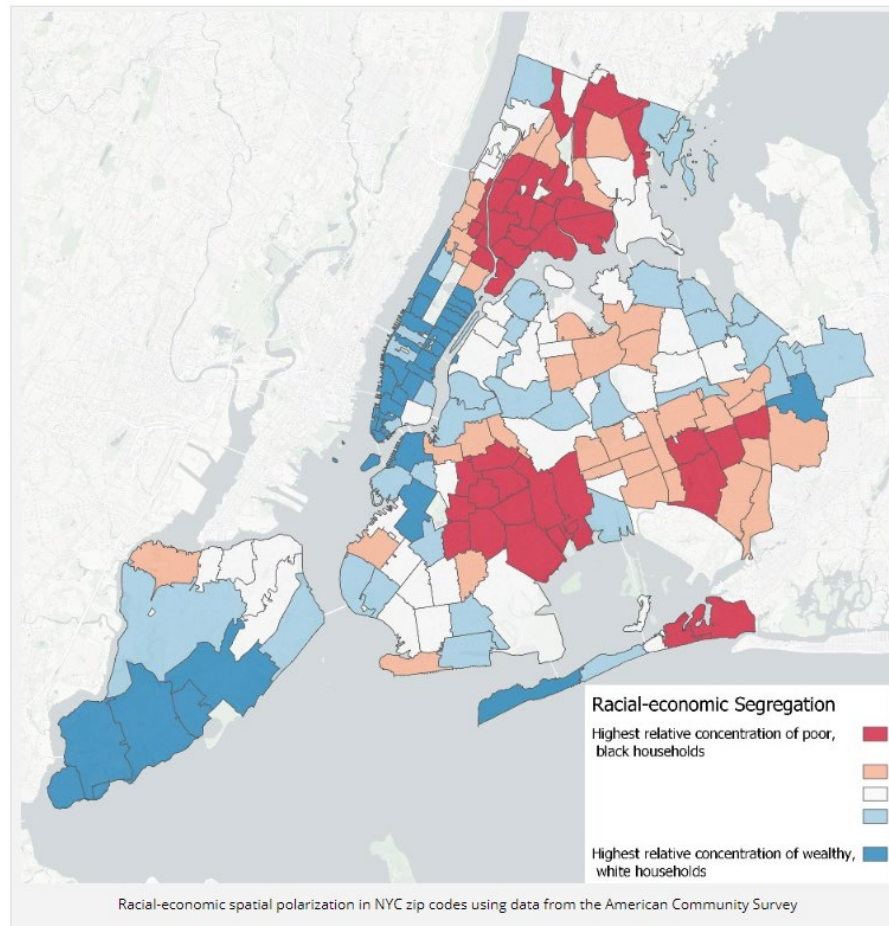 Racial-economic Segregation
Highest relative concentration of poor,
black households
Highest relative concentration of wealthy,
white households
Racial-economic spatial polarization in NYC zip codes using data from the American Community Survey